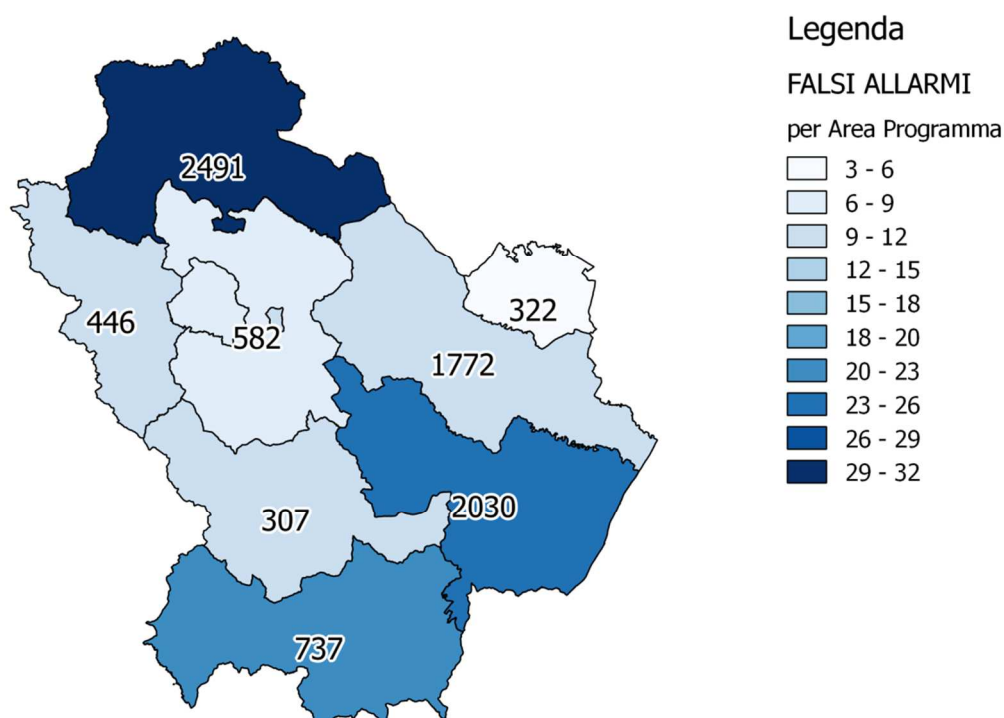 Legenda
FALSI ALLARMI
per Area Programma
3 - 6
6 - 9
9 - 12
12 - 15
15 - 18
18 - 20
20 - 23
23 - 26
26 - 29
29 - 32
2491
446
582
322
1772
307
2030
737